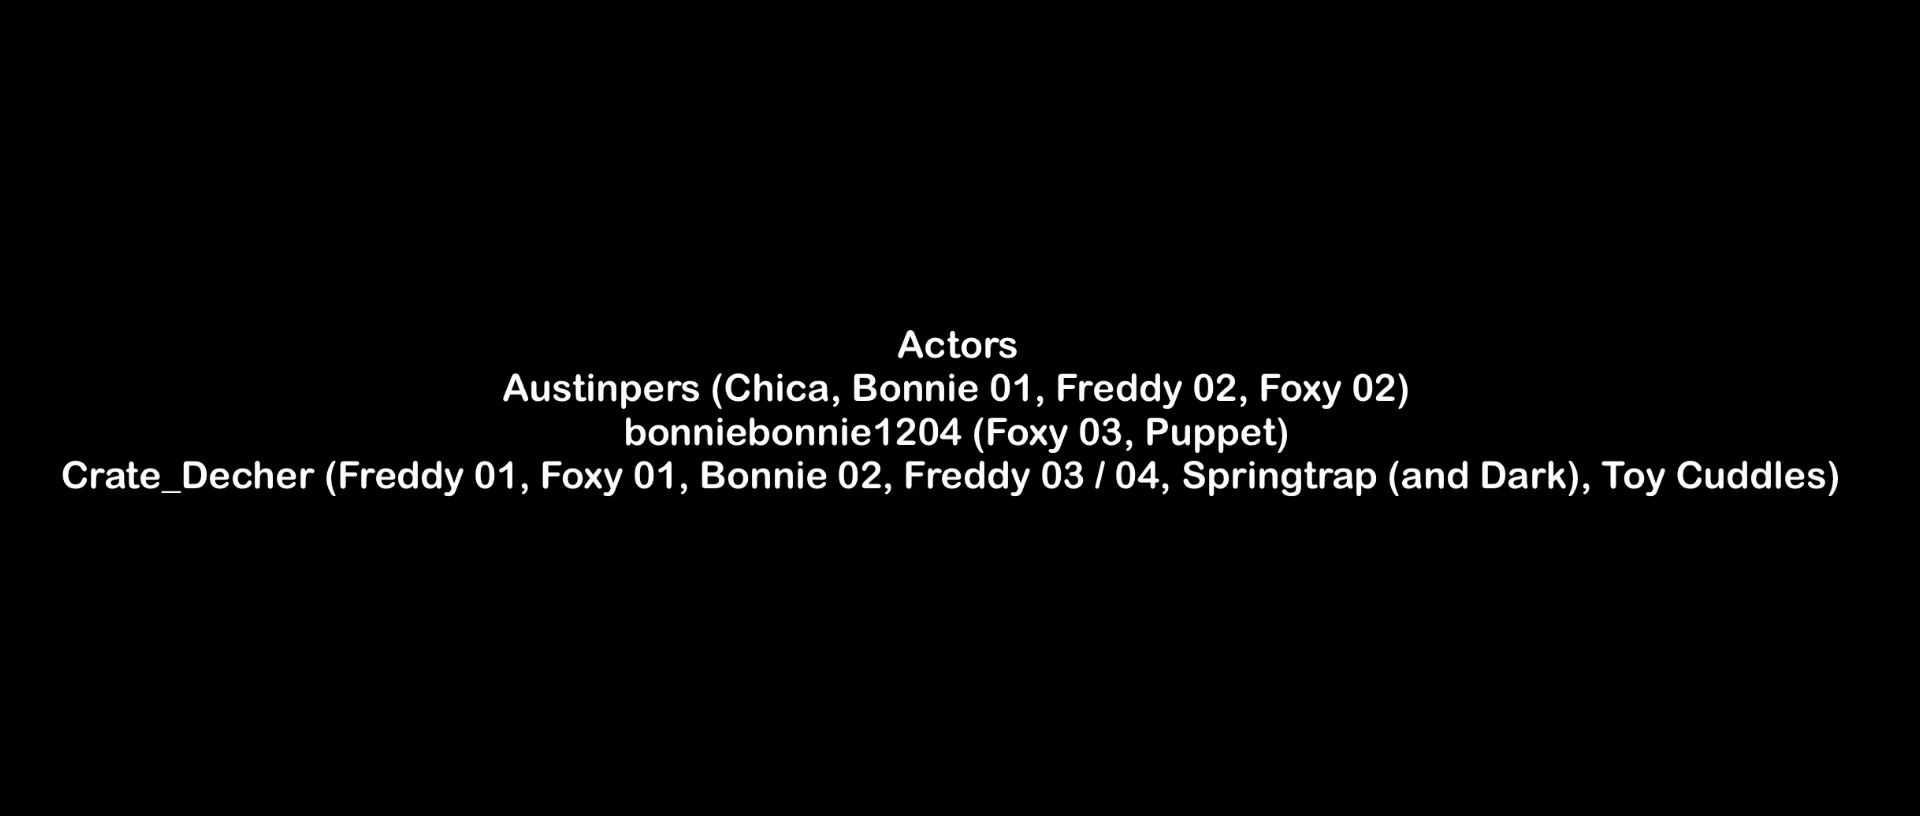 Actors
Austinpers (Chica, Bonnie 01, Freddy 02, Foxy 02)
bonniebonnie1204 (Foxy 03, Puppet)
Crate_Decher (Freddy 01, Foxy 01, Bonnie 02, Freddy 03 / 04, Springtrap (and Dark), Toy Cuddles)